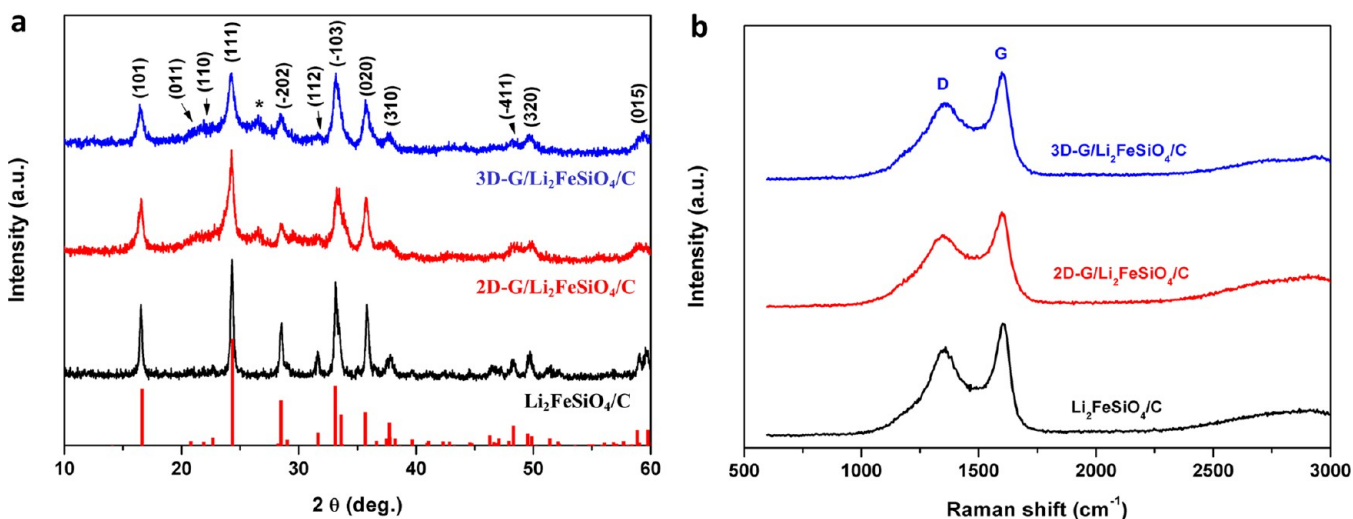 a
(101)
(011)
(110)
(111)
*
(-202)
(112)
(-103)
(020)
(310)
(-411)
(320)
(015)
3D-G/Li₂FeSiO₄/C
2D-G/Li₂FeSiO₄/C
Li₂FeSiO₄/C
Intensity (a.u.)
10 20 30 40 50 60
2 θ (deg.)
b
D
G
3D-G/Li₂FeSiO₄/C
2D-G/Li₂FeSiO₄/C
Li₂FeSiO₄/C
Intensity (a.u.)
500 1000 1500 2000 2500 3000
Raman shift (cm⁻¹)